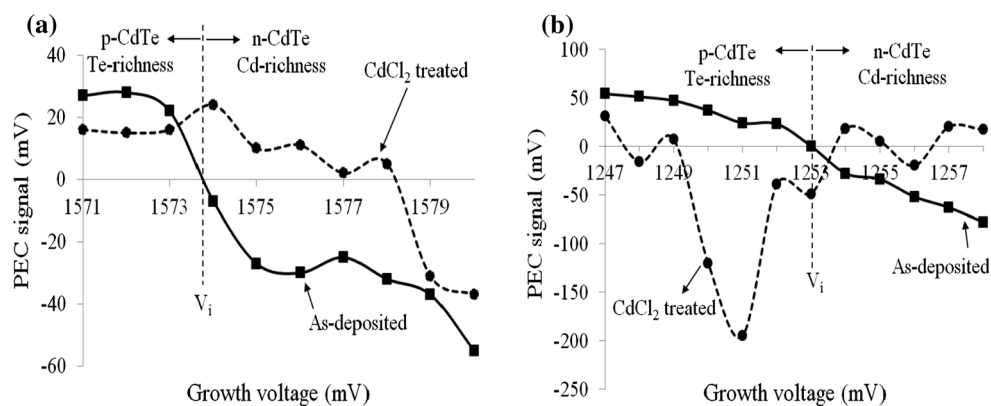 (a)
p-CdTe
Te-richness
n-CdTe
Cd-richness
CdCl2 treated
40
20
0
-20
-40
-60
1571
1573
1575
1577
1579
PEC signal (mV)
Vi
As-deposited
Growth voltage (mV)
(b)
p-CdTe
Te-richness
n-CdTe
Cd-richness
100
50
0
-50
-100
-150
-200
-250
1247
1249
1251
1253
1255
1257
PEC signal (mV)
As-deposited
Vi
CdCl2 treated
Growth voltage (mV)